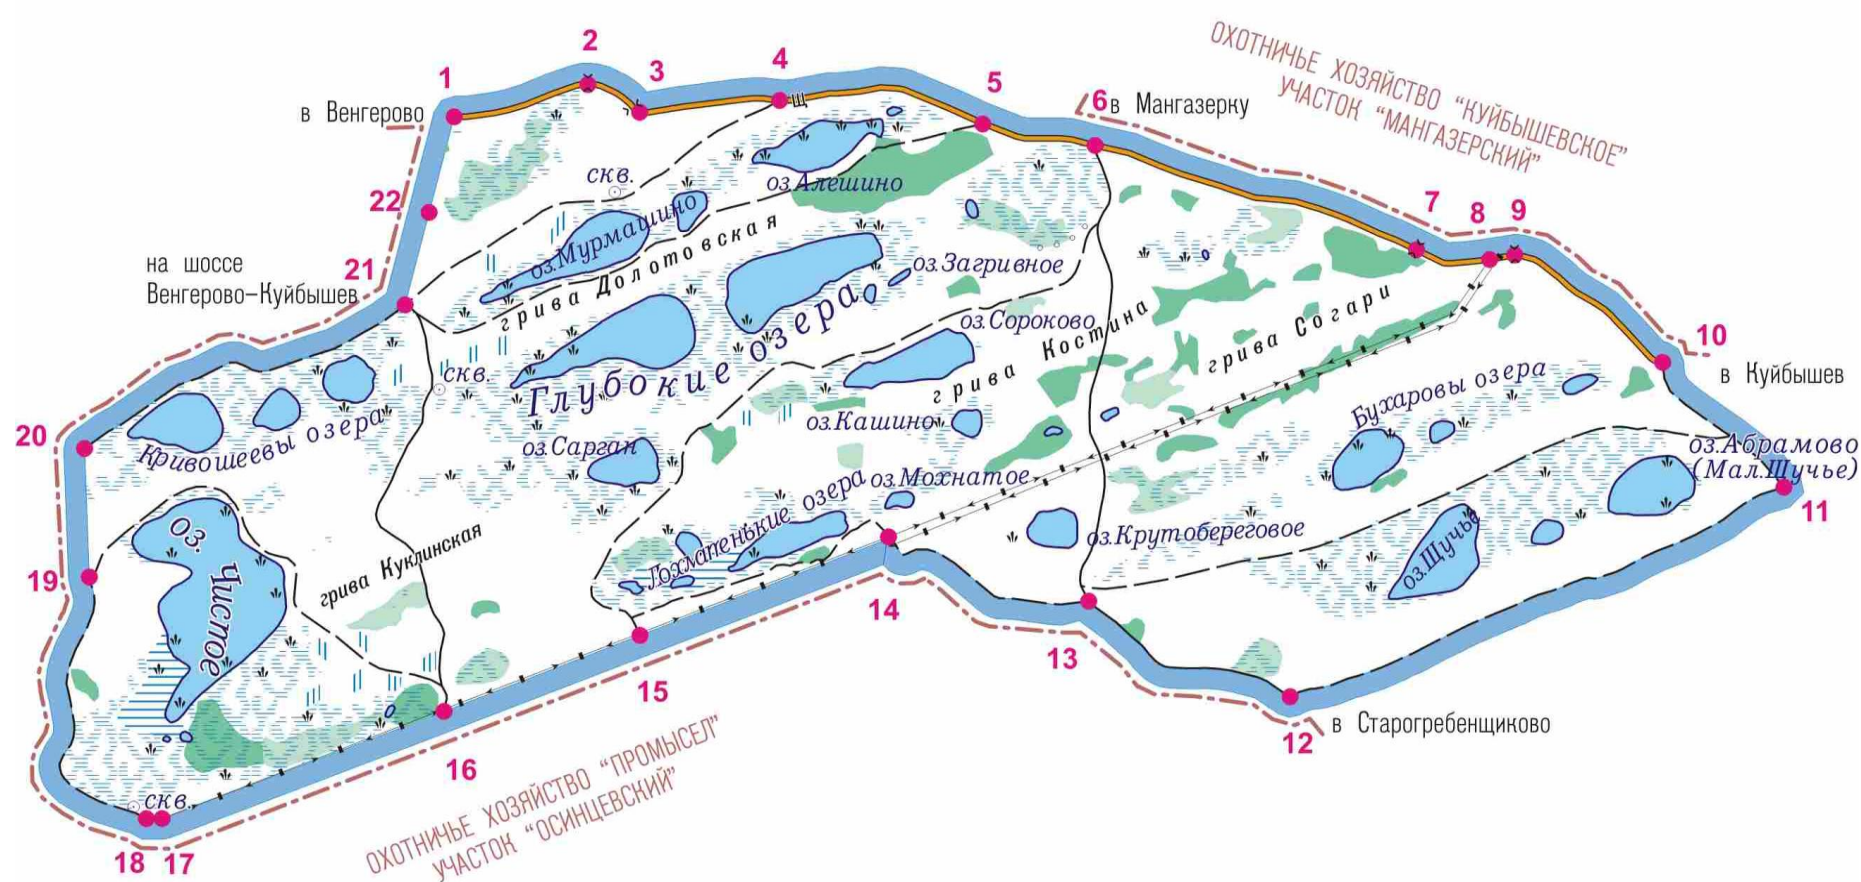 ОХОТНИЧЬЕ ХОЗЯЙСТВО "КУЙБЫШЕВСКОЕ"
УЧАСТОК "МАНГАЗЕРСКИЙ"
1
2
3
4
5
6
в Мангазерку
в Венгерово
щ
скв.
оз.Алешино
22
7
8
9
оз.Мурмашино
грива Долотовская
на шоссе
Венгерово-Куйбышев
21
оз.Загривное
Глубокие озера
оз.Сороково
грива Костина
грива Согари
10
в Куйбышев
скв.
Кривошеевы озера
20
оз.Сарган
оз.Кашино
Бухаровы озера
оз.Абрамово
(Мал.Щучье)
11
оз.Мохнатое
Лохматенькие озера
оз.Крутобереговое
оз.Щучье
оз.
Чистое
грива Куклинская
19
14
13
15
12
в Старогребенщиково
16
скв.
18
17
ОХОТНИЧЬЕ ХОЗЯЙСТВО "ПРОМЫСЕЛ"
УЧАСТОК "ОСИНЦЕВСКИЙ"